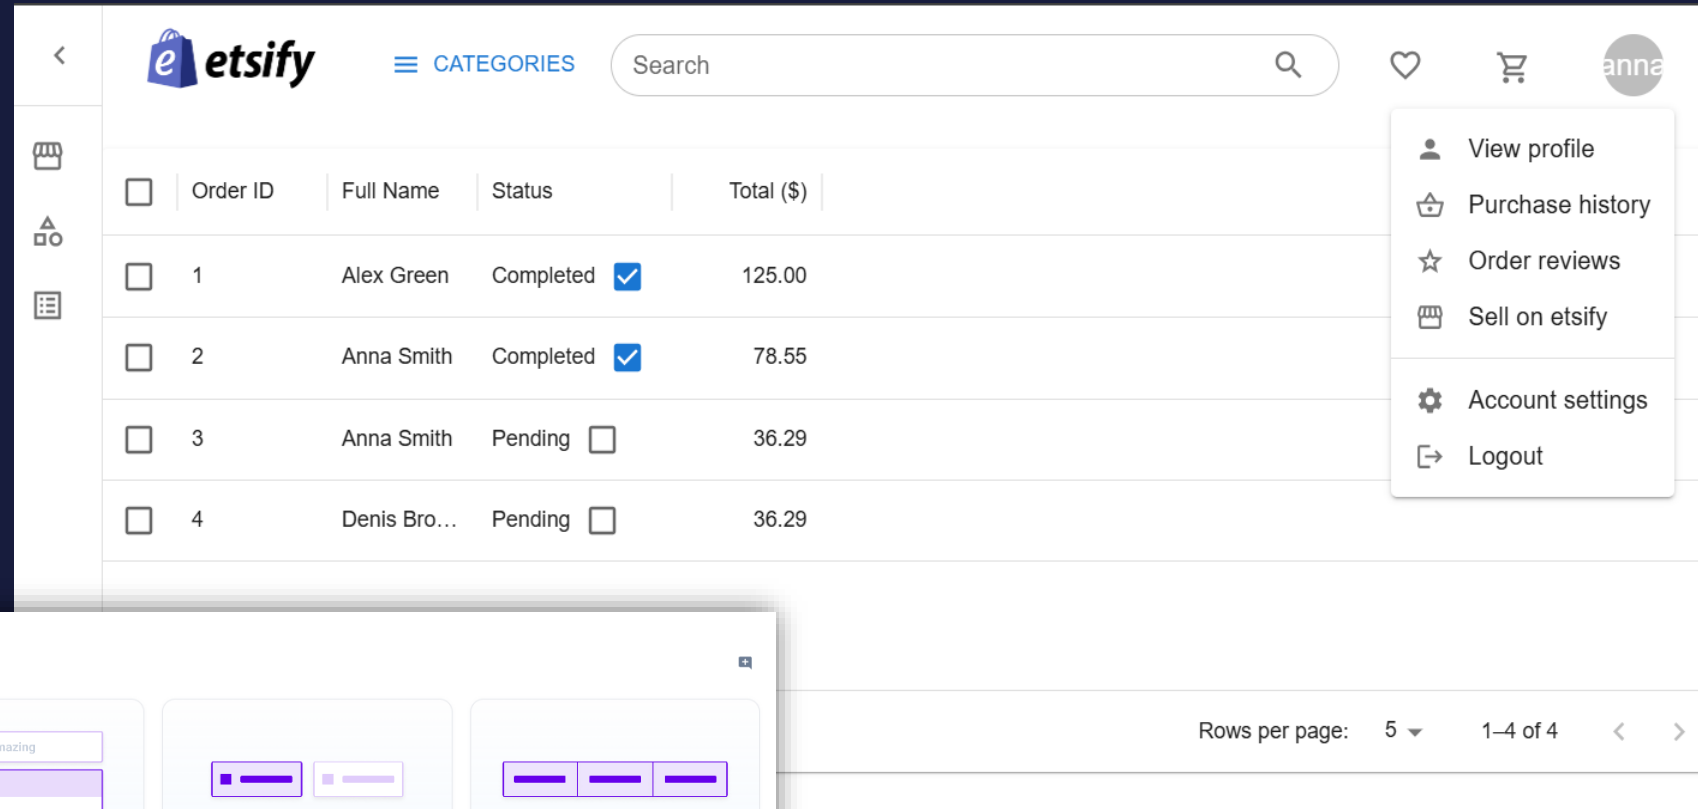 e etsify
CATEGORIES
Search
anna
View profile
Purchase history
Order reviews
Sell on etsify
Account settings
Logout
Order ID Full Name Status Total ($)
1 Alex Green Completed 125.00
2 Anna Smith Completed 78.55
3 Anna Smith Pending 36.29
4 Denis Bro... Pending 36.29
Rows per page: 5 1–4 of 4
mazing